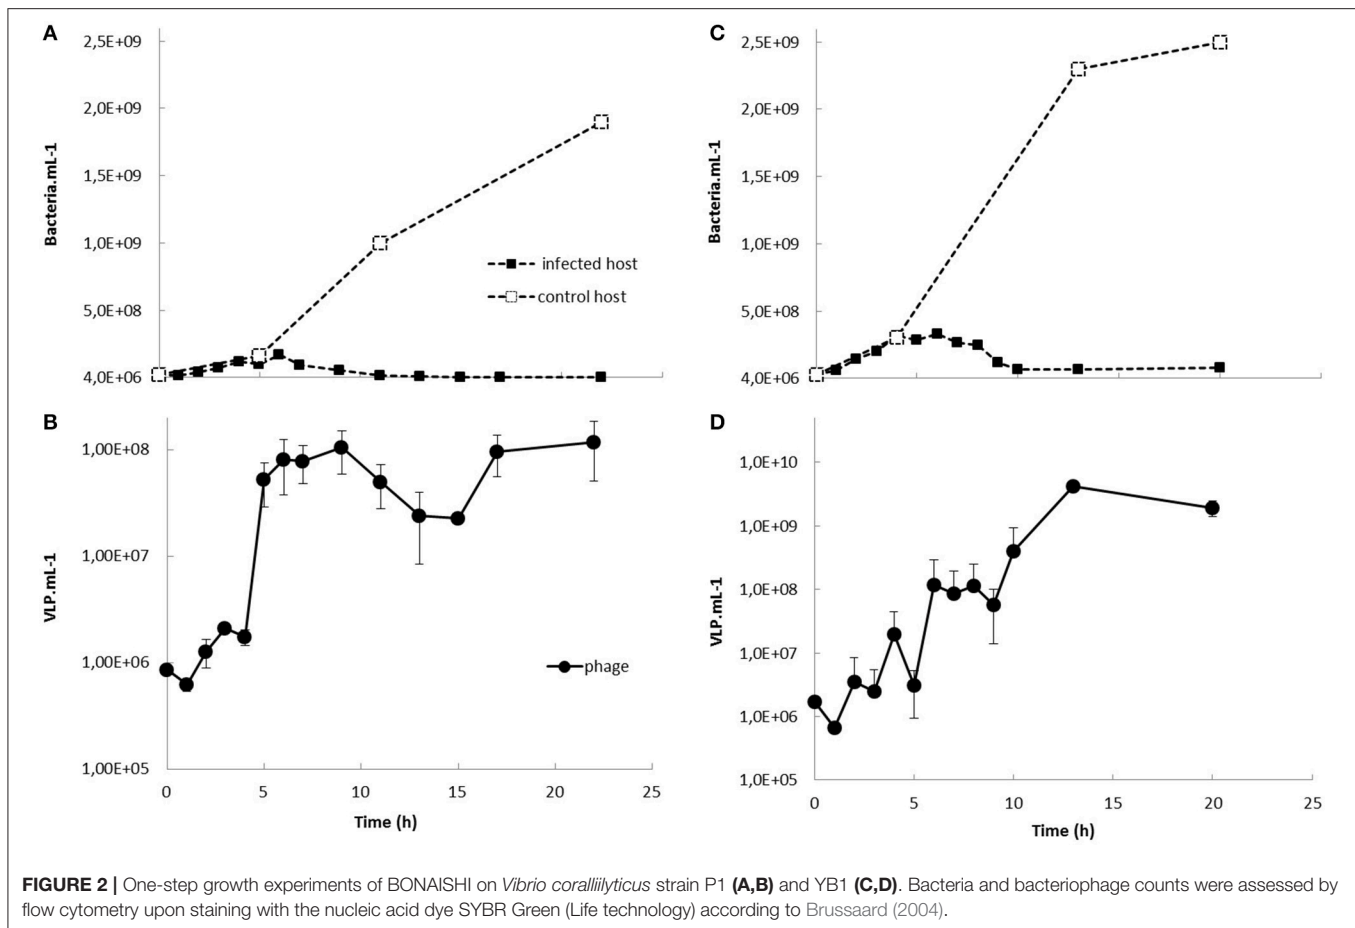 A
2,5E+09
2,0E+09
1,5E+09
1,0E+09
5,0E+08
4,0E+06
Bacteria.mL-1
infected host
control host
C
2,5E+09
2,0E+09
1,5E+09
1,0E+09
5,0E+08
4,0E+06
Bacteria.mL-1
B
1,00E+08
1,00E+07
1,00E+06
1,00E+05
VLP.mL-1
phage
0 5 10 15 20 25
Time (h)
D
1,0E+10
1,0E+09
1,0E+08
1,0E+07
1,0E+06
1,0E+05
VLP.mL-1
0 5 10 15 20 25
Time (h)
FIGURE 2 | One-step growth experiments of BONAISHI on Vibrio coralliilyticus strain P1 (A,B) and YB1 (C,D). Bacteria and bacteriophage counts were assessed by
flow cytometry upon staining with the nucleic acid dye SYBR Green (Life technology) according to Brussaard (2004).